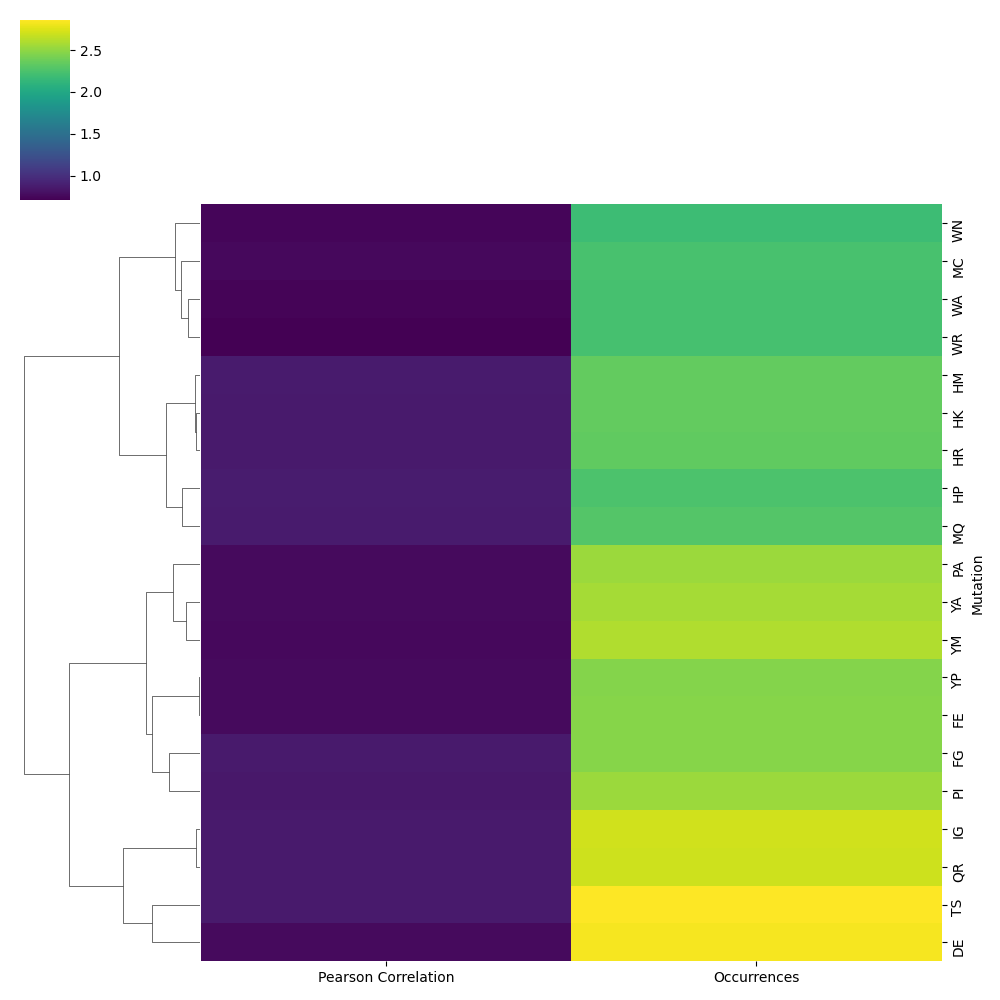 2.5
2.0
1.5
1.0
WN
MC
WA
WR
HM
HK
HR
HP
MQ
PA
YA
YM
YP
FE
FG
PI
IG
QR
TS
DE
Mutation
Pearson Correlation
Occurrences